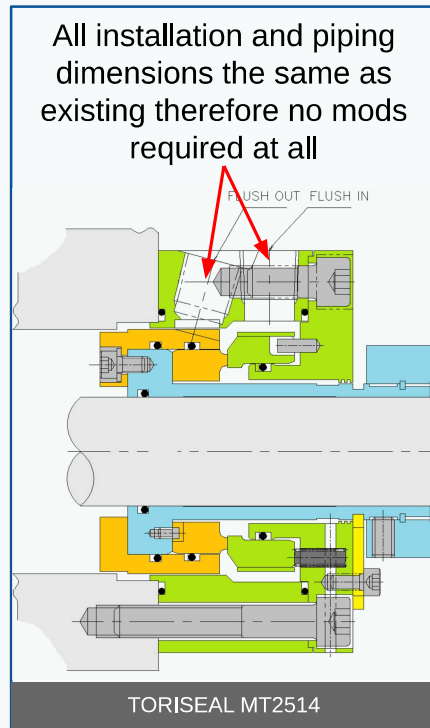 All installation and piping
dimensions the same as
existing therefore no mods
required at all
FLUSH OUT FLUSH IN
TORISEAL MT2514